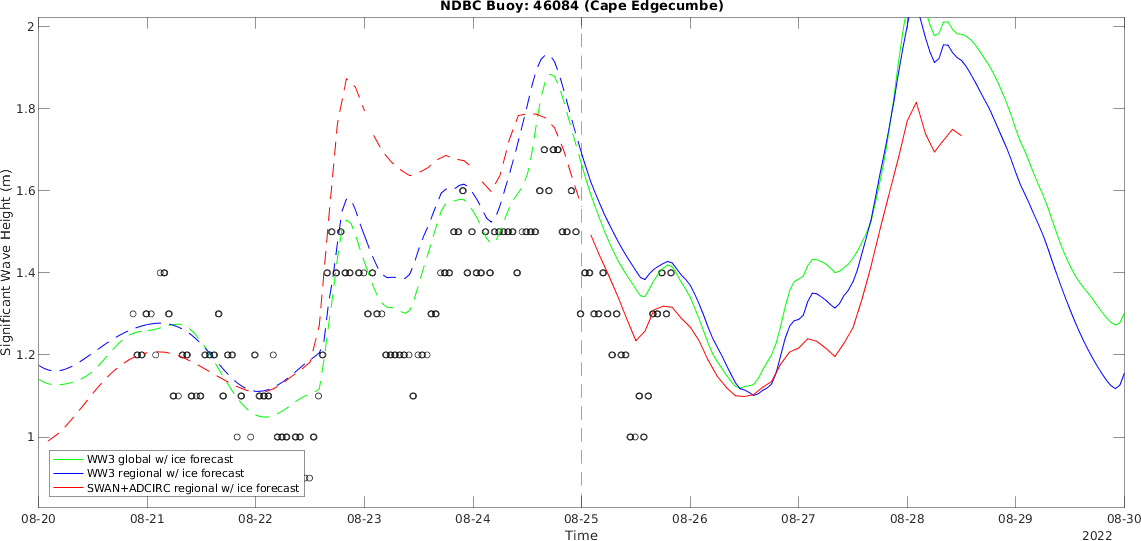 NDBC Buoy: 46084 (Cape Edgecumbe)
2
1.8
1.6
1.4
1.2
1
Significant Wave Height (m)
WW3 global w/ ice forecast
WW3 regional w/ ice forecast
SWAN+ADCIRC regional w/ ice forecast
08-20 08-21 08-22 08-23 08-24 08-25 08-26 08-27 08-28 08-29 08-30
Time
2022